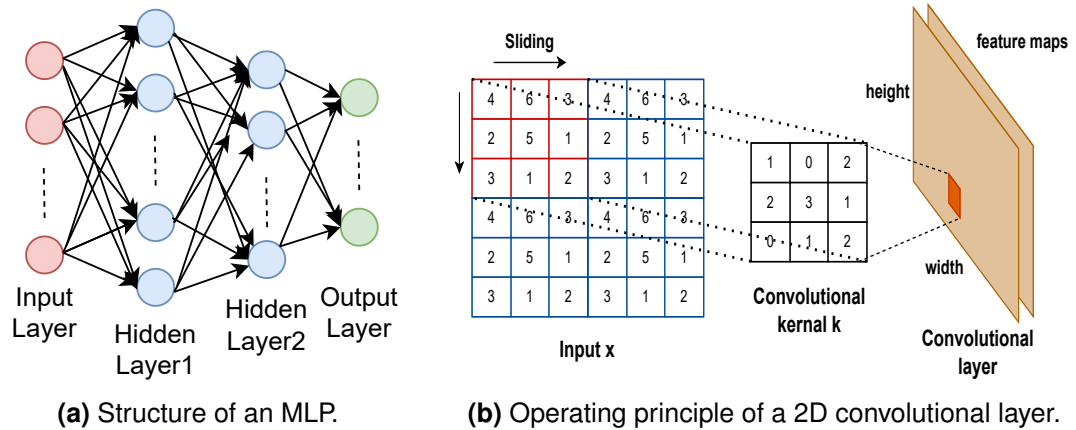 Input
Layer
Hidden
Layer1
Hidden
Layer2
Output
Layer
(a) Structure of an MLP.
Sliding
4 6 3 4 6 3
2 5 1 2 5 1
3 1 2 3 1 2
4 6 3 4 6 3
2 5 1 2 5 1
3 1 2 3 1 2
Input x
1 0 2
2 3 1
0 1 2
Convolutional
kernel k
feature maps
height
width
Convolutional
layer
(b) Operating principle of a 2D convolutional layer.